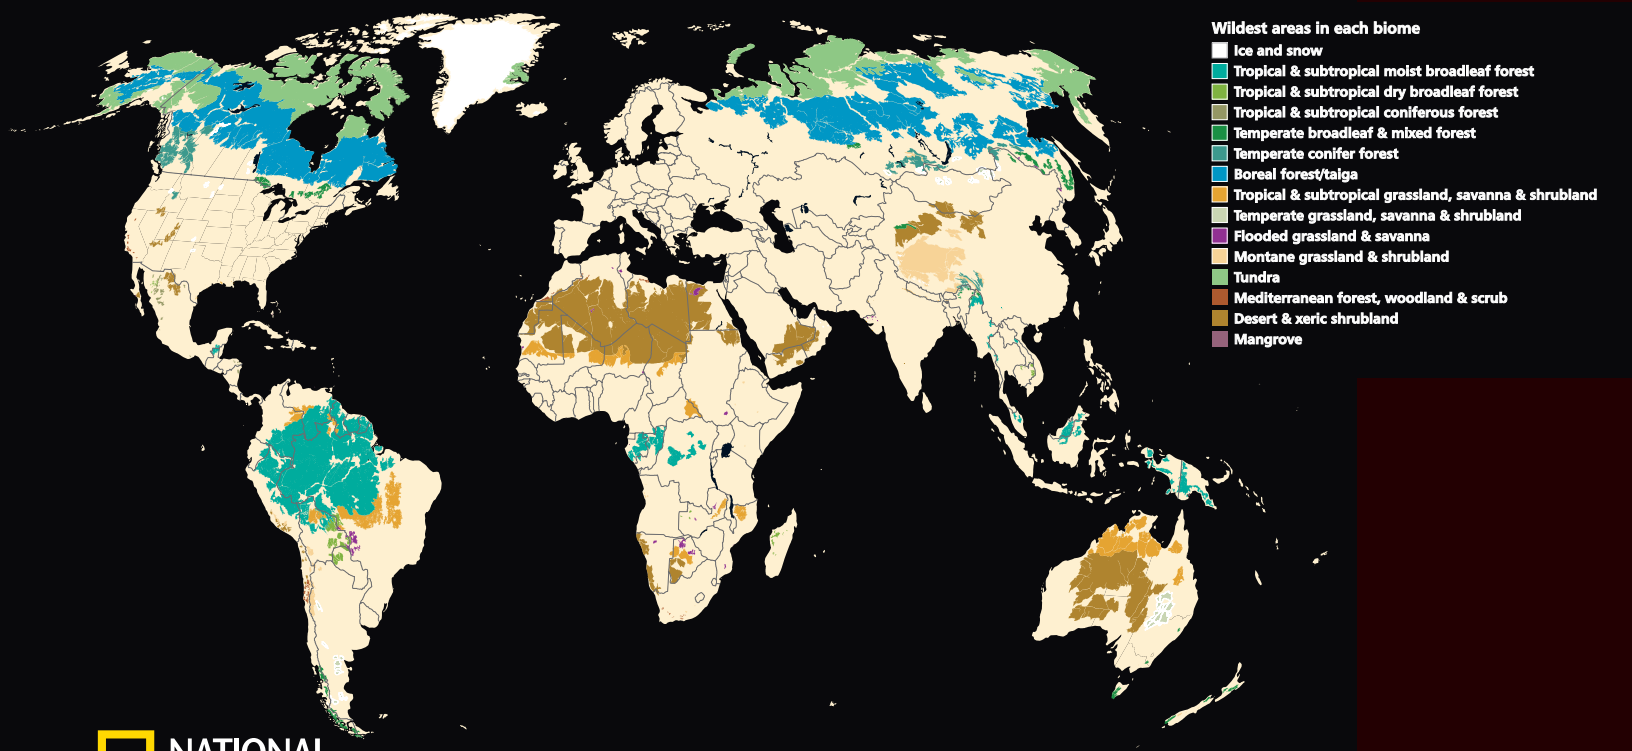 Wildest areas in each biome
Ice and snow
Tropical & subtropical moist broadleaf forest
Tropical & subtropical dry broadleaf forest
Tropical & subtropical coniferous forest
Temperate broadleaf & mixed forest
Temperate conifer forest
Boreal forest/taiga
Tropical & subtropical grassland, savanna & shrubland
Temperate grassland, savanna & shrubland
Flooded grassland & savanna
Montane grassland & shrubland
Tundra
Mediterranean forest, woodland & scrub
Desert & xeric shrubland
Mangrove
NATIONAL